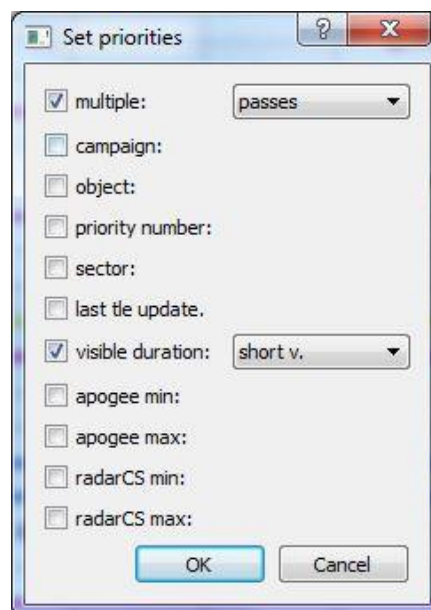 Set priorities
multiple: passes
campaign:
object:
priority number:
sector:
last tle update.
visible duration: short v.
apogee min:
apogee max:
radarCS min:
radarCS max:
OK Cancel